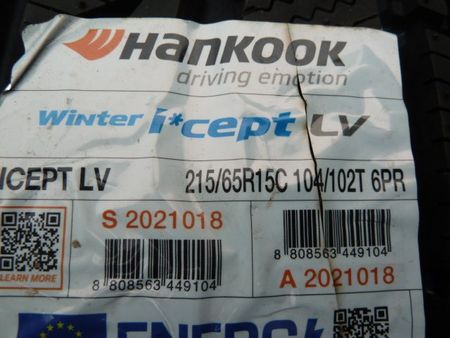 HANKOOK
driving emotion
Winter i*cept LV
ICEPT LV 215/65R15C 104/102T 6PR
S 2021018
LEARN MORE
8 808563 449104
8 808563 449104
A 2021018
ENERG